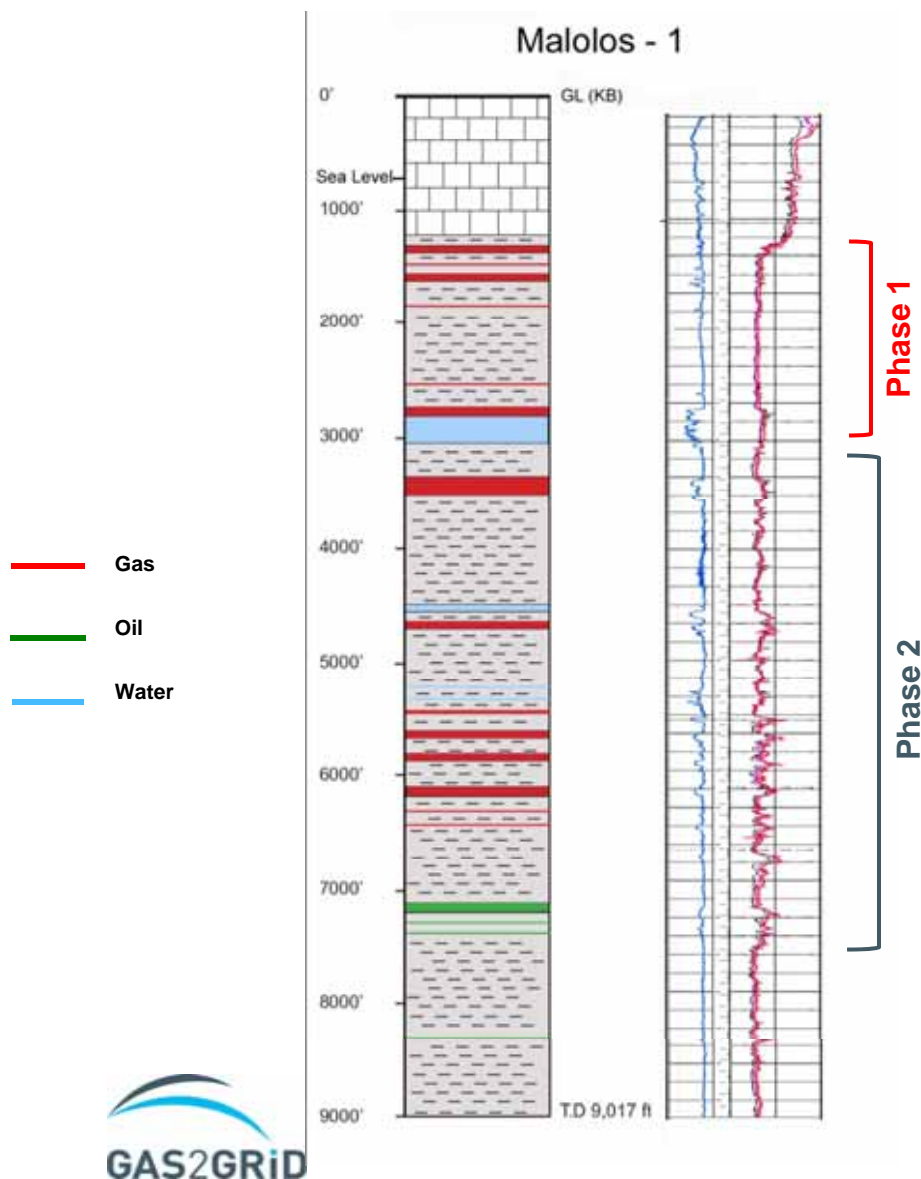 Malolos - 1
0'
GL (KB)
Sea Level
1000'
2000'
3000'
4000'
5000'
6000'
7000'
8000'
9000'
T.D 9,017 ft
Phase 1
Phase 2
Gas
Oil
Water
GAS2GRiD